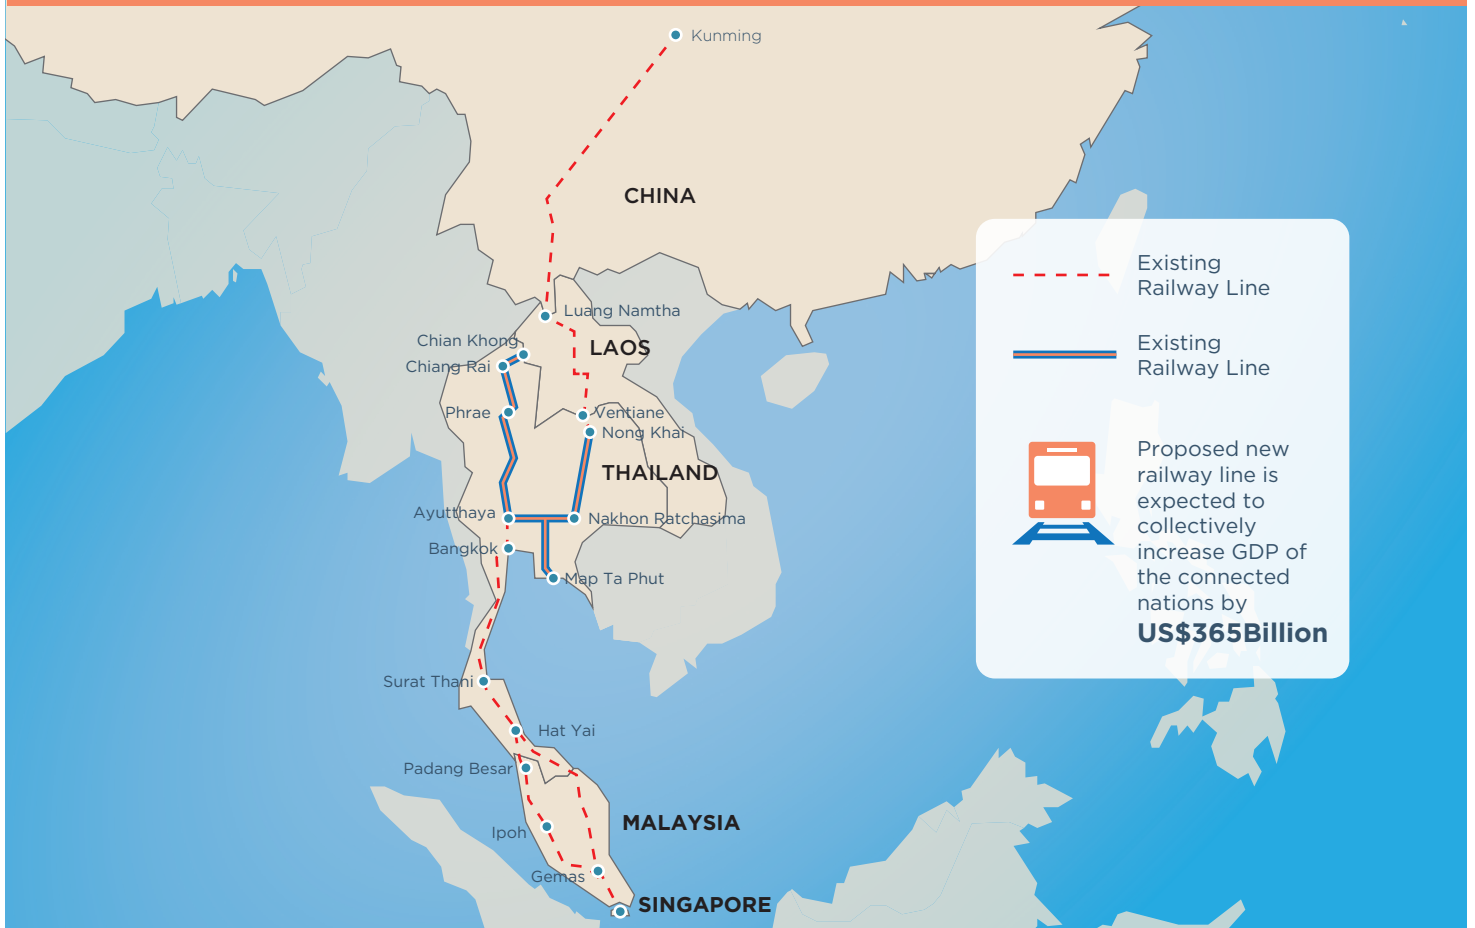 Kunming
CHINA
Luang Namtha
Chian Khong
LAOS
Chiang Rai
Phrae
Ventiane
Nong Khai
THAILAND
Ayutthaya
Nakhon Ratchasima
Bangkok
Map Ta Phut
Surat Thani
Hat Yai
Padang Besar
MALAYSIA
Ipoh
Gemas
SINGAPORE
Existing
Railway Line
Existing
Railway Line
Proposed new
railway line is
expected to
collectively
increase GDP of
the connected
nations by
US$365Billion